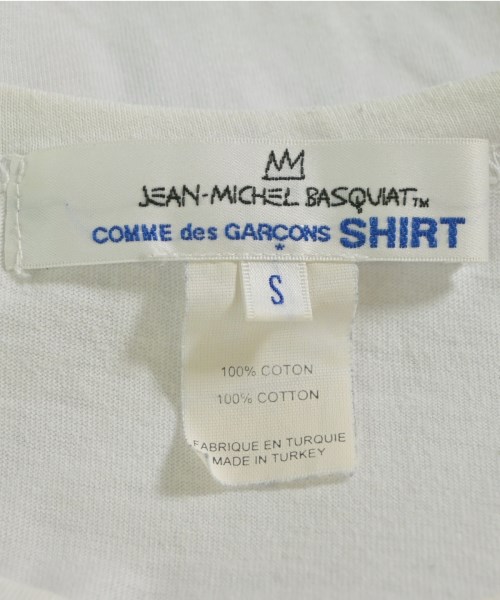 JEAN-MICHEL BASQUIAT™
COMME des GARÇONS SHIRT
*
S
100% COTON
100% COTTON
FABRIQUE EN TURQUIE
MADE IN TURKEY